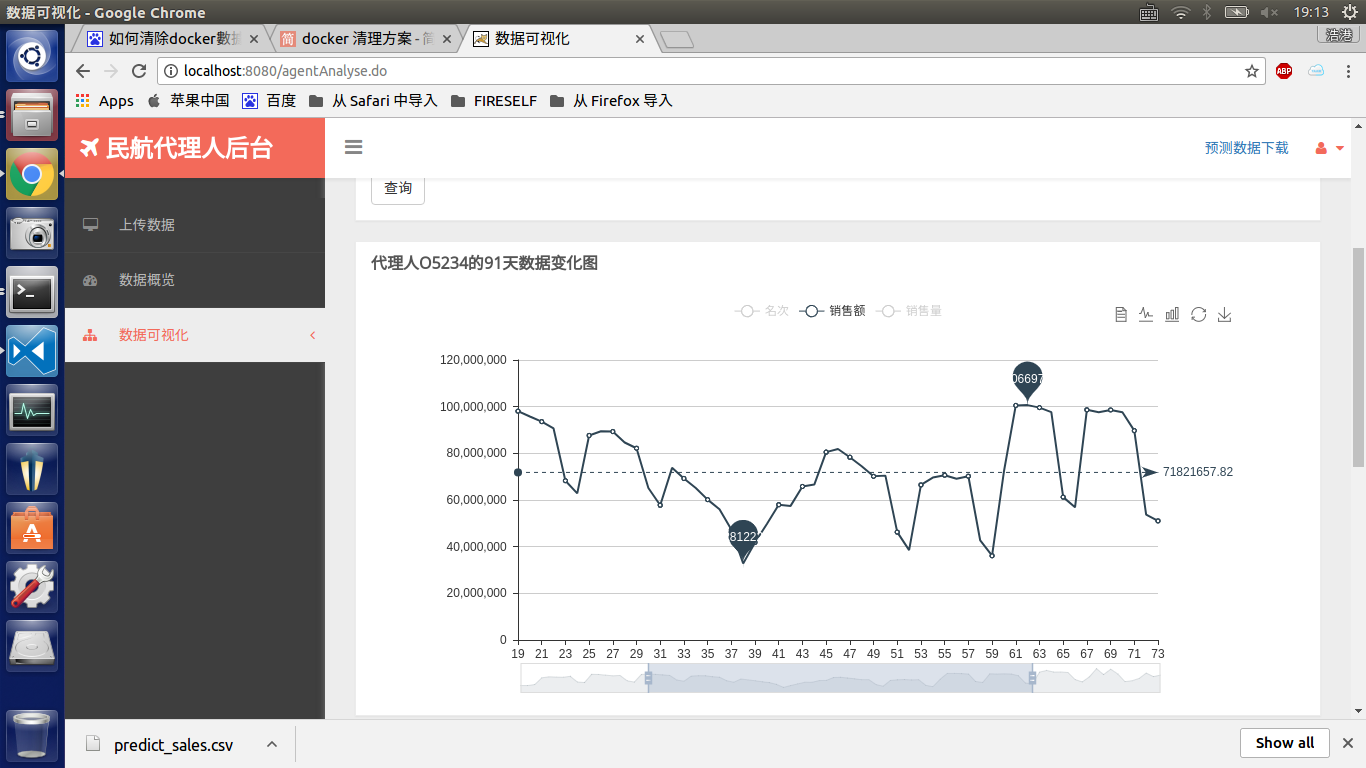 数据可视化 - Google Chrome
19:13
如何清除docker數據
docker 清理方案 - 简
数据可视化
浩港
localhost:8080/agentAnalyse.do
ABP
Apps
苹果中国
百度
从 Safari 中导入
FIRESELF
从 Firefox 导入
民航代理人后台
预测数据下载
上传数据
数据概览
数据可视化
查询
代理人O5234的91天数据变化图
名次
销售额
销售量
120,000,000
100,000,000
80,000,000
60,000,000
40,000,000
20,000,000
0
06697
8122
71821657.82
19 21 23 25 27 29 31 33 35 37 39 41 43 45 47 49 51 53 55 57 59 61 63 65 67 69 71 73
predict_sales.csv
Show all